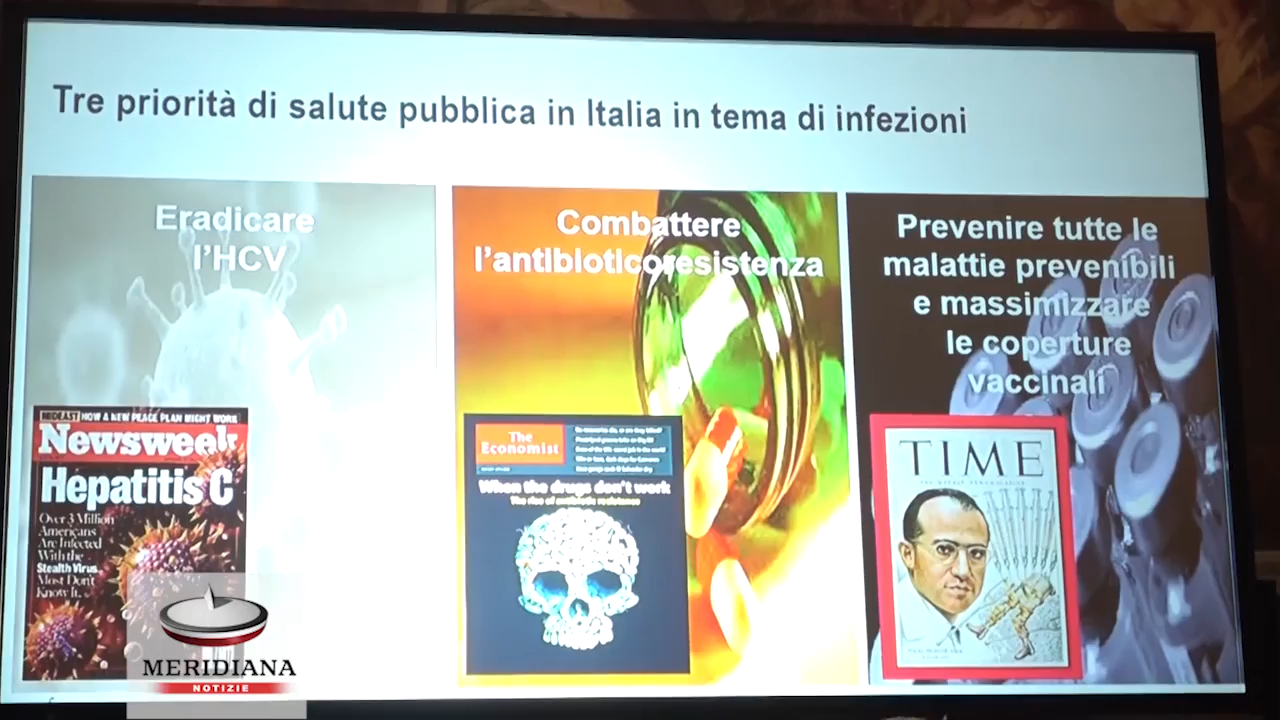 Tre priorità di salute pubblica in Italia in tema di infezioni
Eradicare
l'HCV
Combattere
l'antibioticoresistenza
Prevenire tutte le
malattie prevenibili
e massimizzare
le coperture
vaccinali
MIDEAST HOW A NEW PEACE PLAN MIGHT WORK
Newsweek
Hepatitis C
Over 3 Million
Americans
Are Infected
With the
Stealth Virus.
Most Don't
Know It.
The
Economist
When the drugs don't work
The rise of antibiotic resistance
TIME
THE WEEKLY NEWSMAGAZINE
MERIDIANA
NOTIZIE